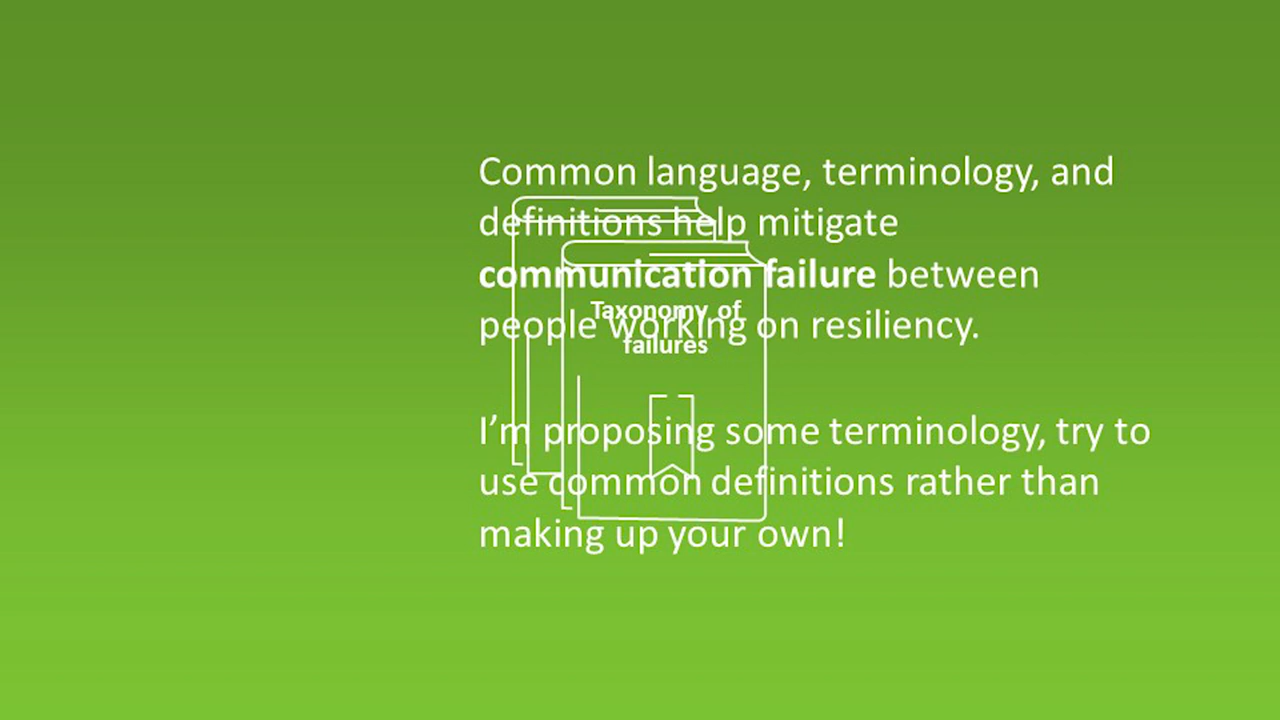 Common language, terminology, and
definitions help mitigate
communication failure between
people working on resiliency.
I’m proposing some terminology, try to
use common definitions rather than
making up your own!
Taxonomy of
failures